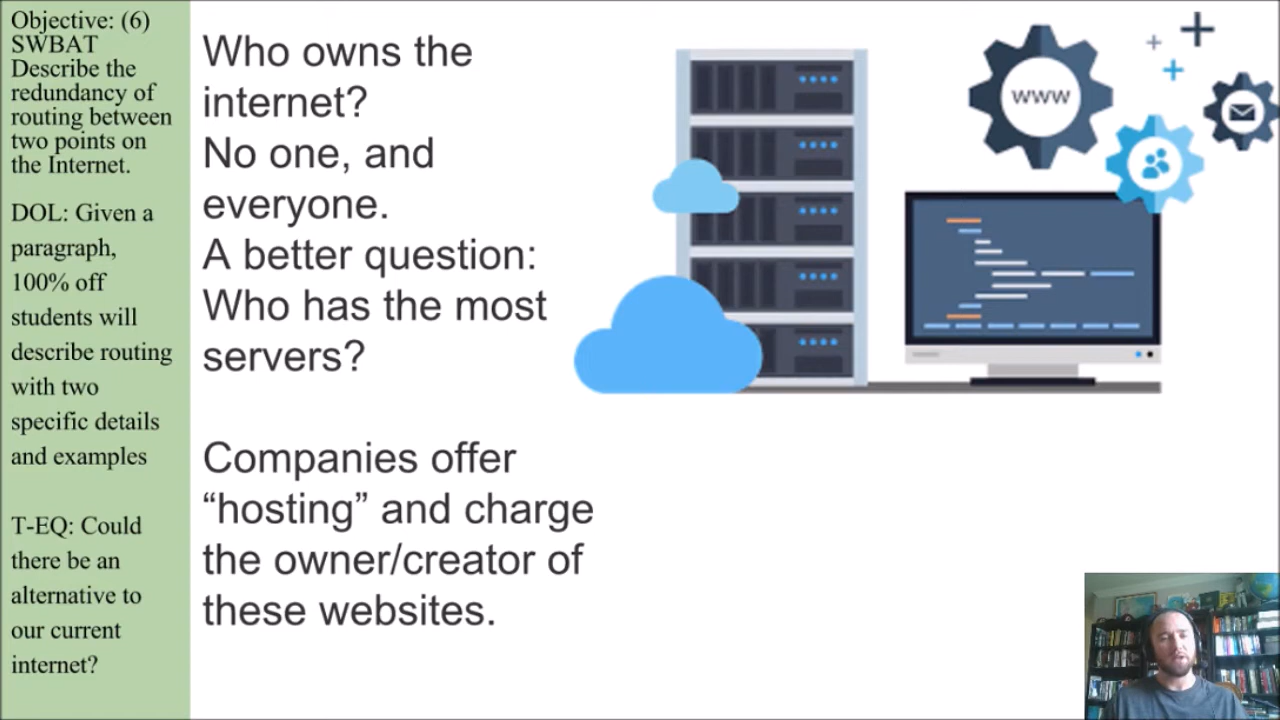 Objective: (6)
SWBAT
Describe the
redundancy of
routing between
two points on
the Internet.
DOL: Given a
paragraph,
100% off
students will
describe routing
with two
specific details
and examples
T-EQ: Could
there be an
alternative to
our current
internet?
Who owns the
internet?
No one, and
everyone.
A better question:
Who has the most
servers?
Companies offer
“hosting” and charge
the owner/creator of
these websites.
www